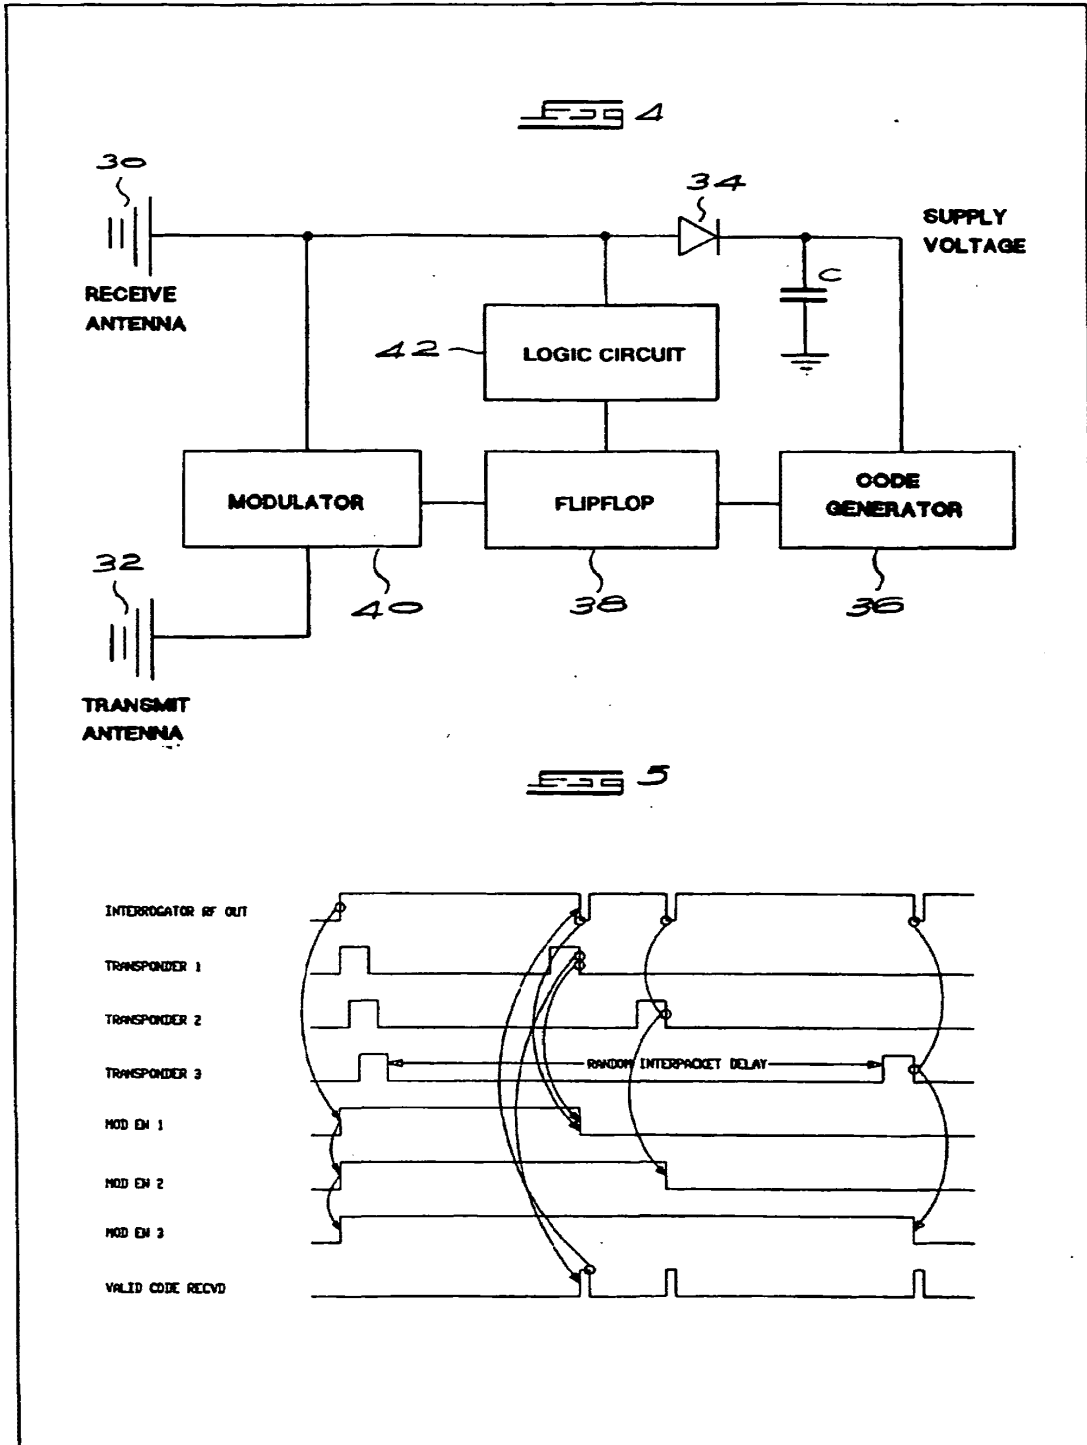 Fig 4
30
34
SUPPLY
VOLTAGE
C
RECEIVE
ANTENNA
42
LOGIC CIRCUIT
MODULATOR
FLIPFLOP
CODE
GENERATOR
32
40
38
36
TRANSMIT
ANTENNA
Fig 5
INTERROGATOR RF OUT
TRANSPONDER 1
TRANSPONDER 2
TRANSPONDER 3
RANDOM INTERPACKET DELAY
MOD EN 1
MOD EN 2
MOD EN 3
VALID CODE RECVD